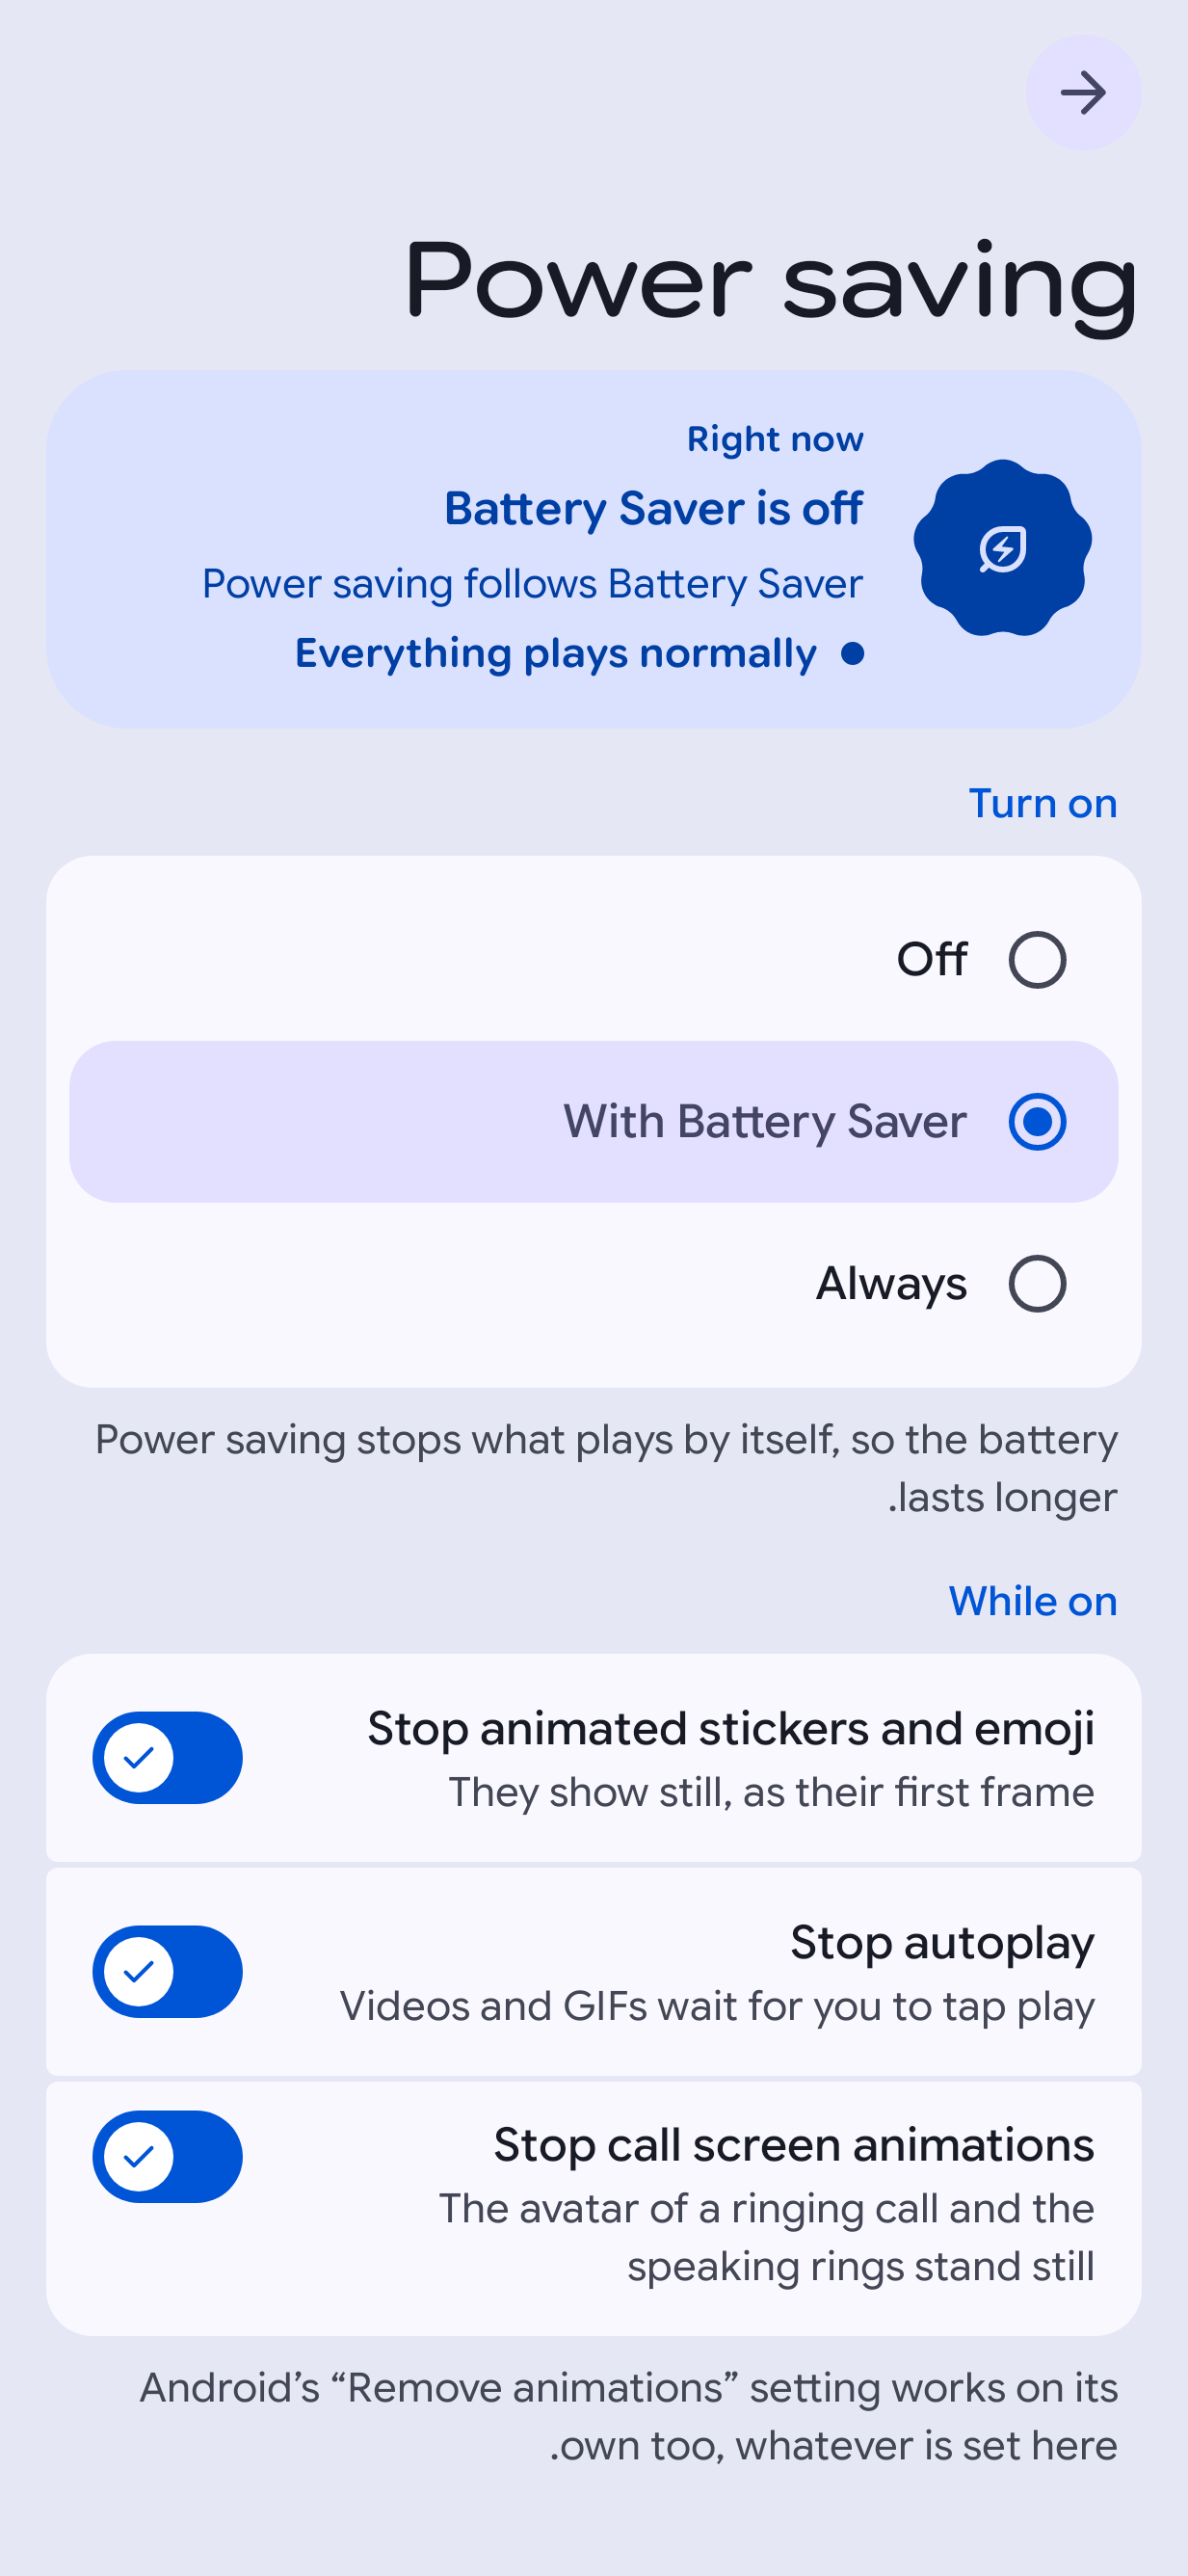 Power saving
Right now
Battery Saver is off
Power saving follows Battery Saver
Everything plays normally
Turn on
Off
With Battery Saver
Always
Power saving stops what plays by itself, so the battery
.lasts longer
While on
Stop animated stickers and emoji
They show still, as their first frame
Stop autoplay
Videos and GIFs wait for you to tap play
Stop call screen animations
The avatar of a ringing call and the
speaking rings stand still
Android’s “Remove animations” setting works on its
.own too, whatever is set here